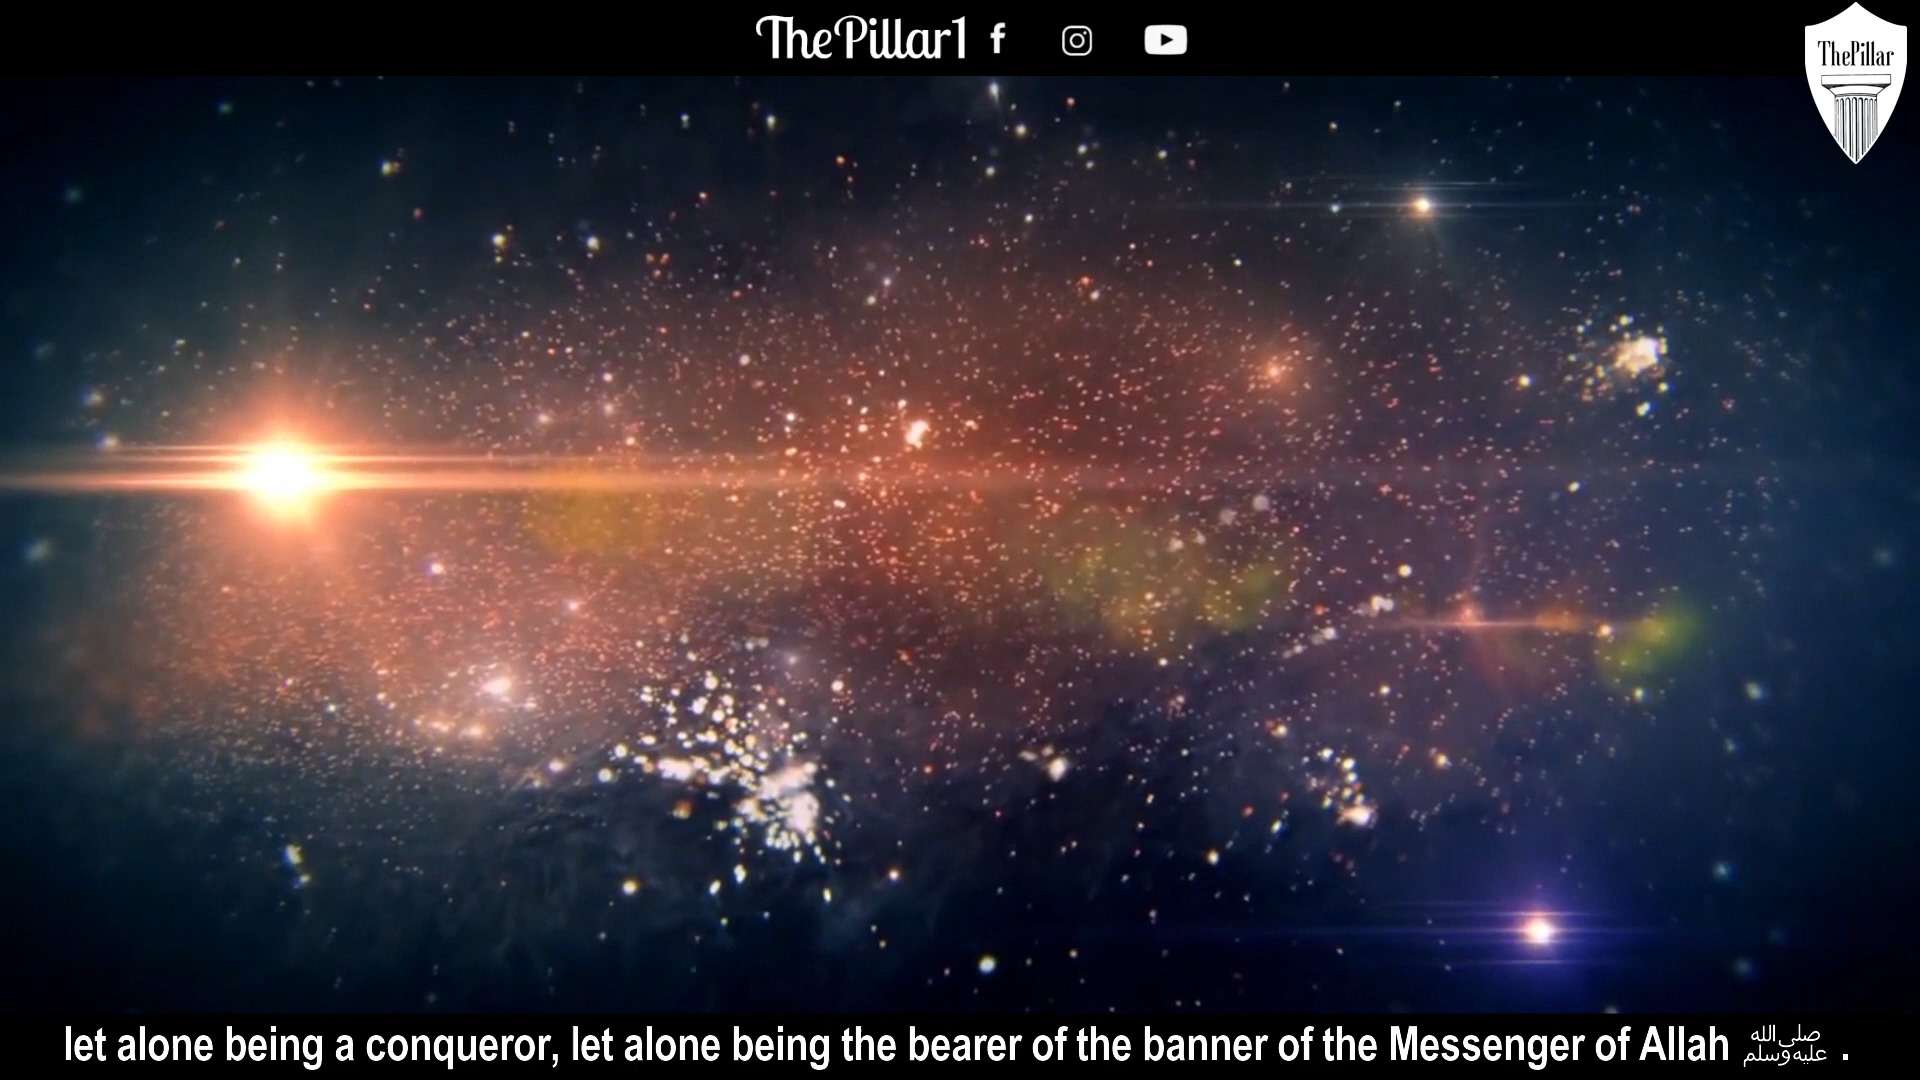 ThePillar1
ThePillar
let alone being a conqueror, let alone being the bearer of the banner of the Messenger of Allah صلى الله عليه وسلم .